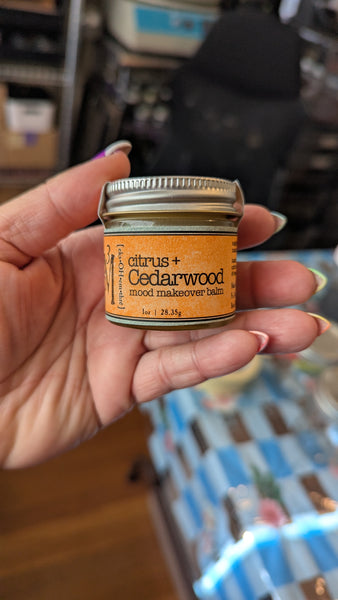 citrus +
Cedarwood
mood makeover balm
1oz | 28.35g